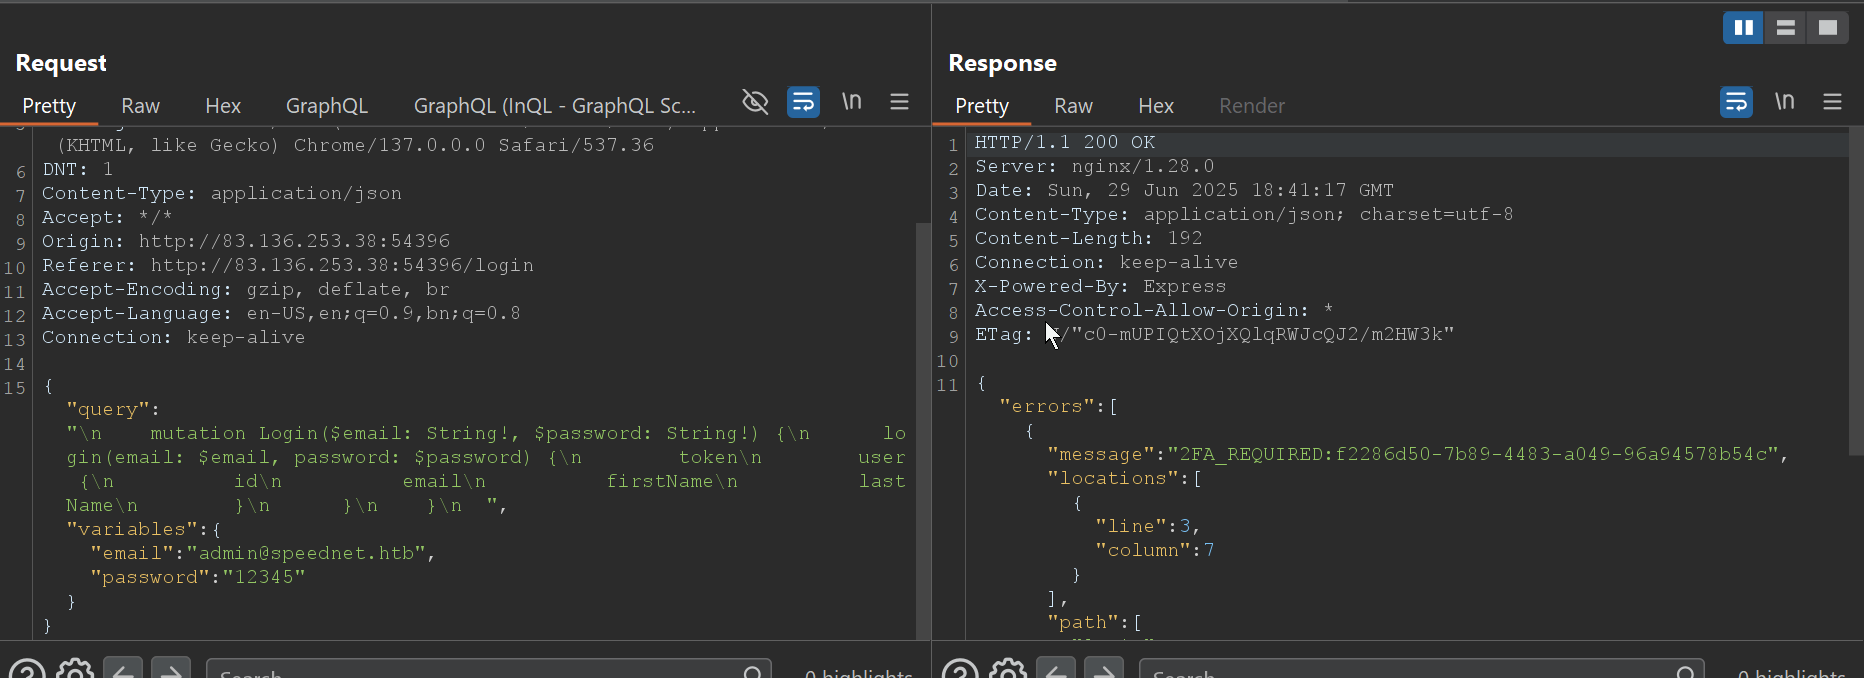 Request
Pretty Raw Hex GraphQL GraphQL (InQL - GraphQL Sc... \n
(KHTML, like Gecko) Chrome/137.0.0.0 Safari/537.36
6 DNT: 1
7 Content-Type: application/json
8 Accept: */*
9 Origin: http://83.136.253.38:54396
10 Referer: http://83.136.253.38:54396/login
11 Accept-Encoding: gzip, deflate, br
12 Accept-Language: en-US,en;q=0.9,bn;q=0.8
13 Connection: keep-alive
14
15 {
"query":
"\n mutation Login($email: String!, $password: String!) {\n lo
gin(email: $email, password: $password) {\n token\n user
{\n id\n email\n firstName\n last
Name\n }\n }\n }\n ",
"variables":{
"email":"admin@speednet.htb",
"password":"12345"
}
}
Search
0 highlights
Response
Pretty Raw Hex Render \n
1 HTTP/1.1 200 OK
2 Server: nginx/1.28.0
3 Date: Sun, 29 Jun 2025 18:41:17 GMT
4 Content-Type: application/json; charset=utf-8
5 Content-Length: 192
6 Connection: keep-alive
7 X-Powered-By: Express
8 Access-Control-Allow-Origin: *
9 ETag: /"c0-mUPIQtXOjXQlqRWJcQJ2/m2HW3k"
10
11 {
"errors":[
{
"message":"2FA_REQUIRED:f2286d50-7b89-4483-a049-96a94578b54c",
"locations":[
{
"line":3,
"column":7
}
],
"path":[
Search
0 highlights